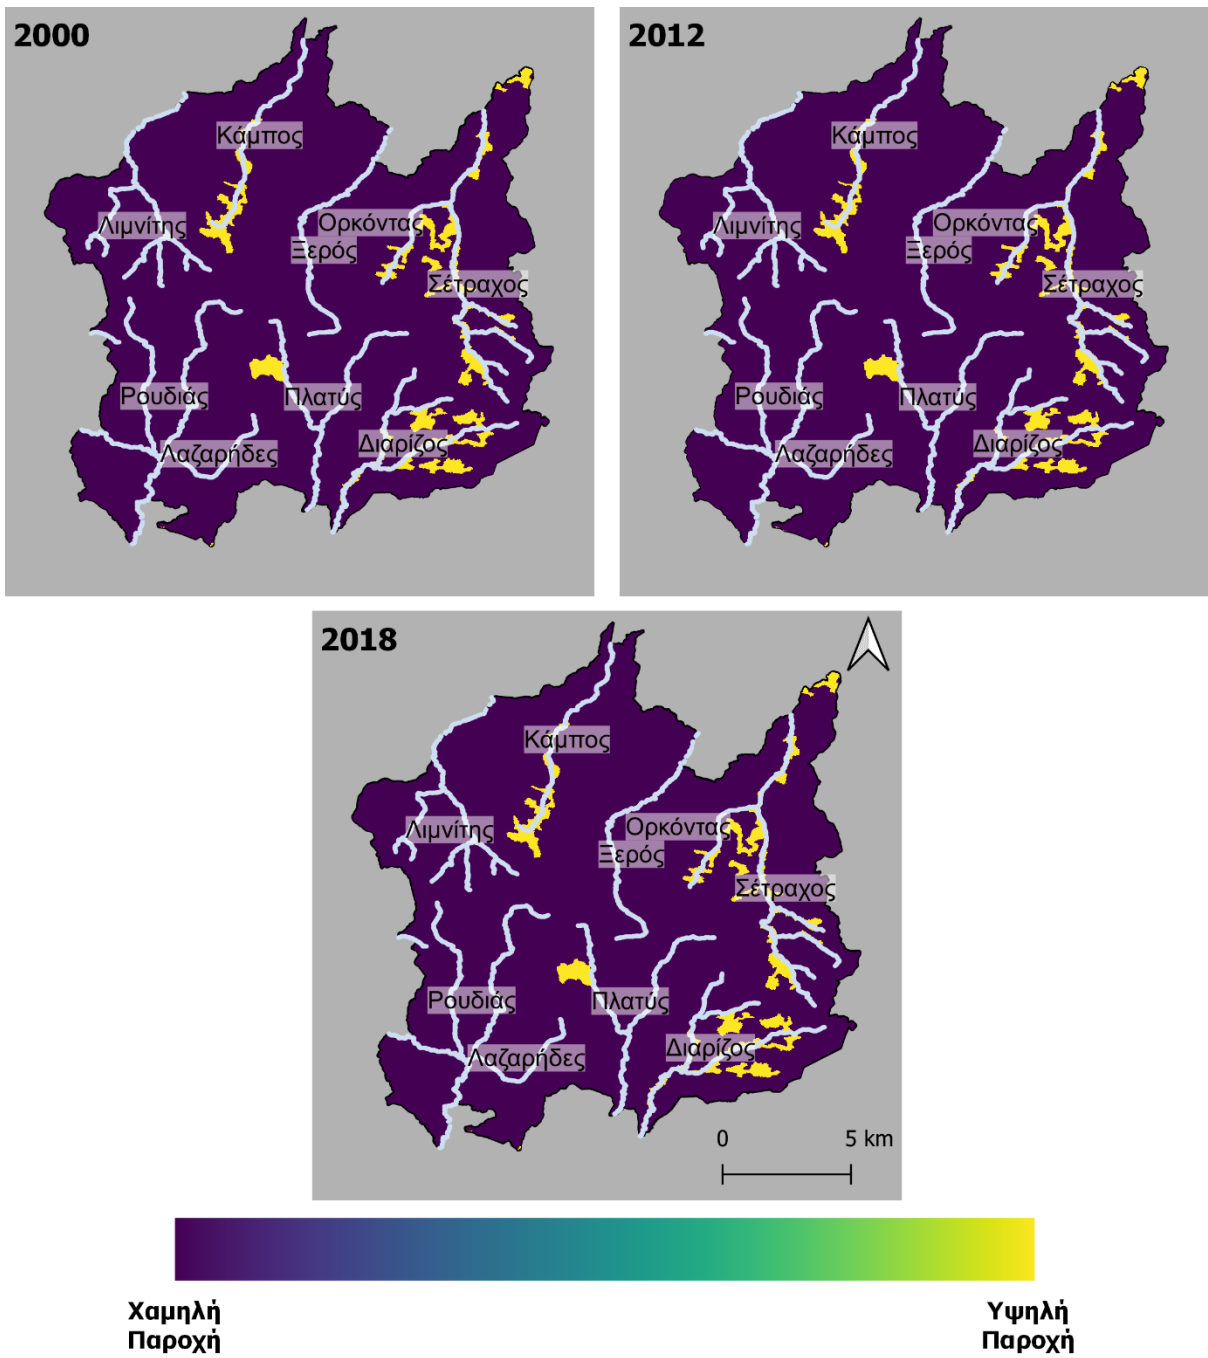 2000
Κάμπος
Λιμνίτης
Ορκόντας
Ξερός
Σέτραχος
Ρουδιάς
Πλατύς
Λαζαρήδες
Διαρίζος
2012
Κάμπος
Λιμνίτης
Ορκόντας
Ξερός
Σέτραχος
Ρουδιάς
Πλατύς
Λαζαρήδες
Διαρίζος
2018
Κάμπος
Λιμνίτης
Ορκόντας
Ξερός
Σέτραχος
Ρουδιάς
Πλατύς
Λαζαρήδες
Διαρίζος
0 5 km
Χαμηλή
Παροχή
Υψηλή
Παροχή